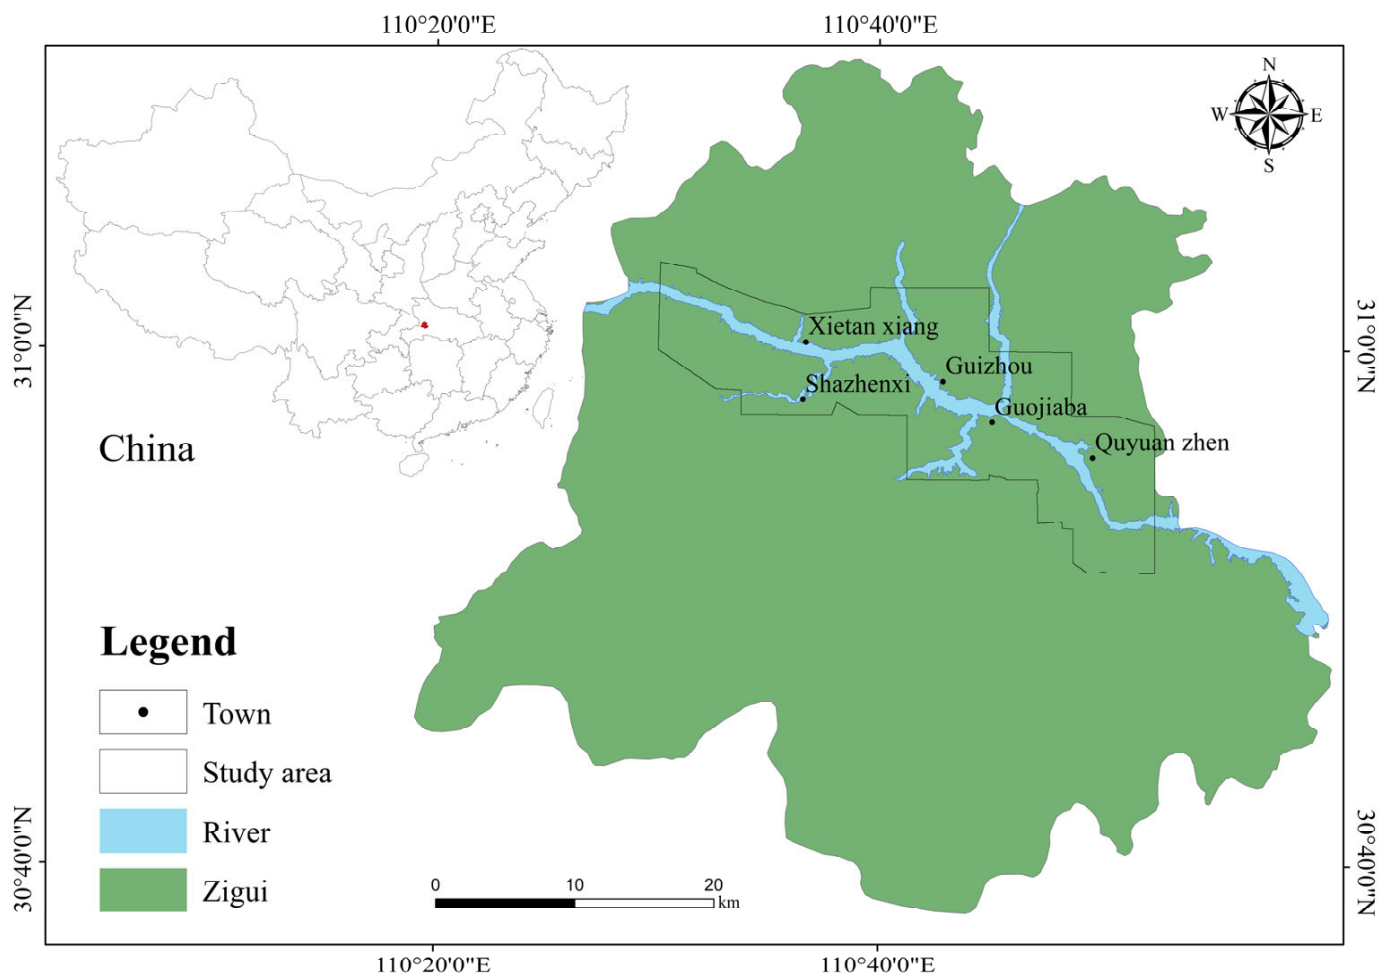 110°20'0"E
110°40'0"E
N
W
E
S
31°0'0"N
31°0'0"N
Xietan xiang
Guizhou
Shazhenxi
Guojiaba
Quyuan zhen
China
Legend
Town
Study area
River
Zigui
0
10
20
km
30°40'0"N
30°40'0"N
110°20'0"E
110°40'0"E